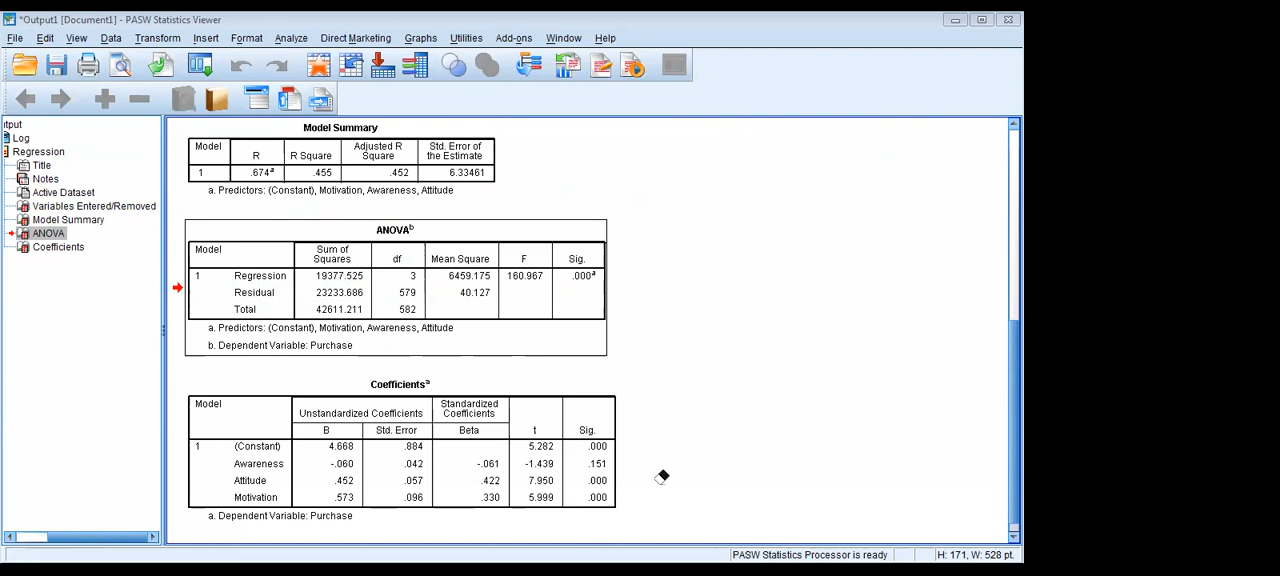 *Output1 [Document1] - PASW Statistics Viewer
File Edit View Data Transform Insert Format Analyze Direct Marketing Graphs Utilities Add-ons Window Help
tput
Log
Regression
Title
Notes
Active Dataset
Variables Entered/Removed
Model Summary
ANOVA
Coefficients
Model Summary
Model R R Square Adjusted R Square Std. Error of the Estimate
1 .674a .455 .452 6.33461
a. Predictors: (Constant), Motivation, Awareness, Attitude
ANOVAb
Model Sum of Squares df Mean Square F Sig.
1 Regression 19377.525 3 6459.175 160.967 .000a
Residual 23233.686 579 40.127
Total 42611.211 582
a. Predictors: (Constant), Motivation, Awareness, Attitude
b. Dependent Variable: Purchase
Coefficientsa
Model Unstandardized Coefficients Standardized Coefficients t Sig.
B Std. Error Beta
1 (Constant) 4.668 .884 5.282 .000
Awareness -.060 .042 -.061 -1.439 .151
Attitude .452 .057 .422 7.950 .000
Motivation .573 .096 .330 5.999 .000
a. Dependent Variable: Purchase
PASW Statistics Processor is ready H: 171, W: 528 pt.